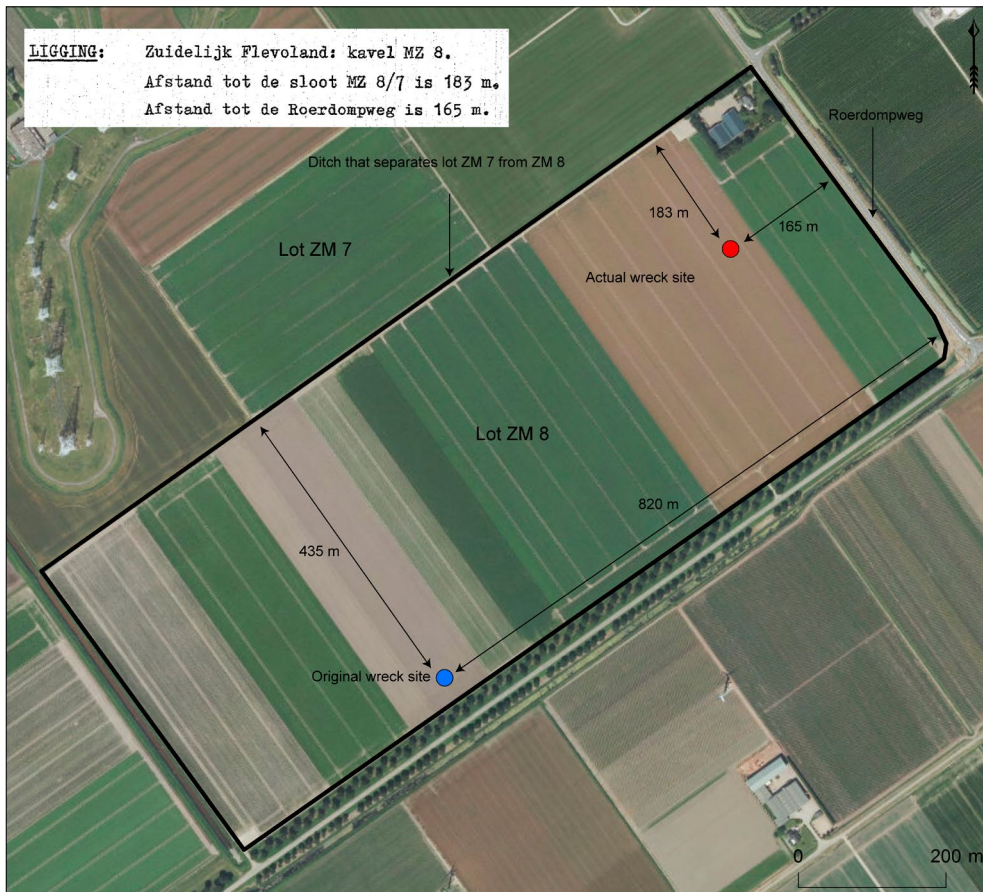 LIGGING: Zuidelijk Flevoland: kavel MZ 8.
Afstand tot de sloot MZ 8/7 is 183 m.
Afstand tot de Roerdompweg is 165 m.
Roerdompweg
Ditch that separates lot ZM 7 from ZM 8
183 m
165 m
Lot ZM 7
Actual wreck site
Lot ZM 8
820 m
435 m
Original wreck site
0 200 m